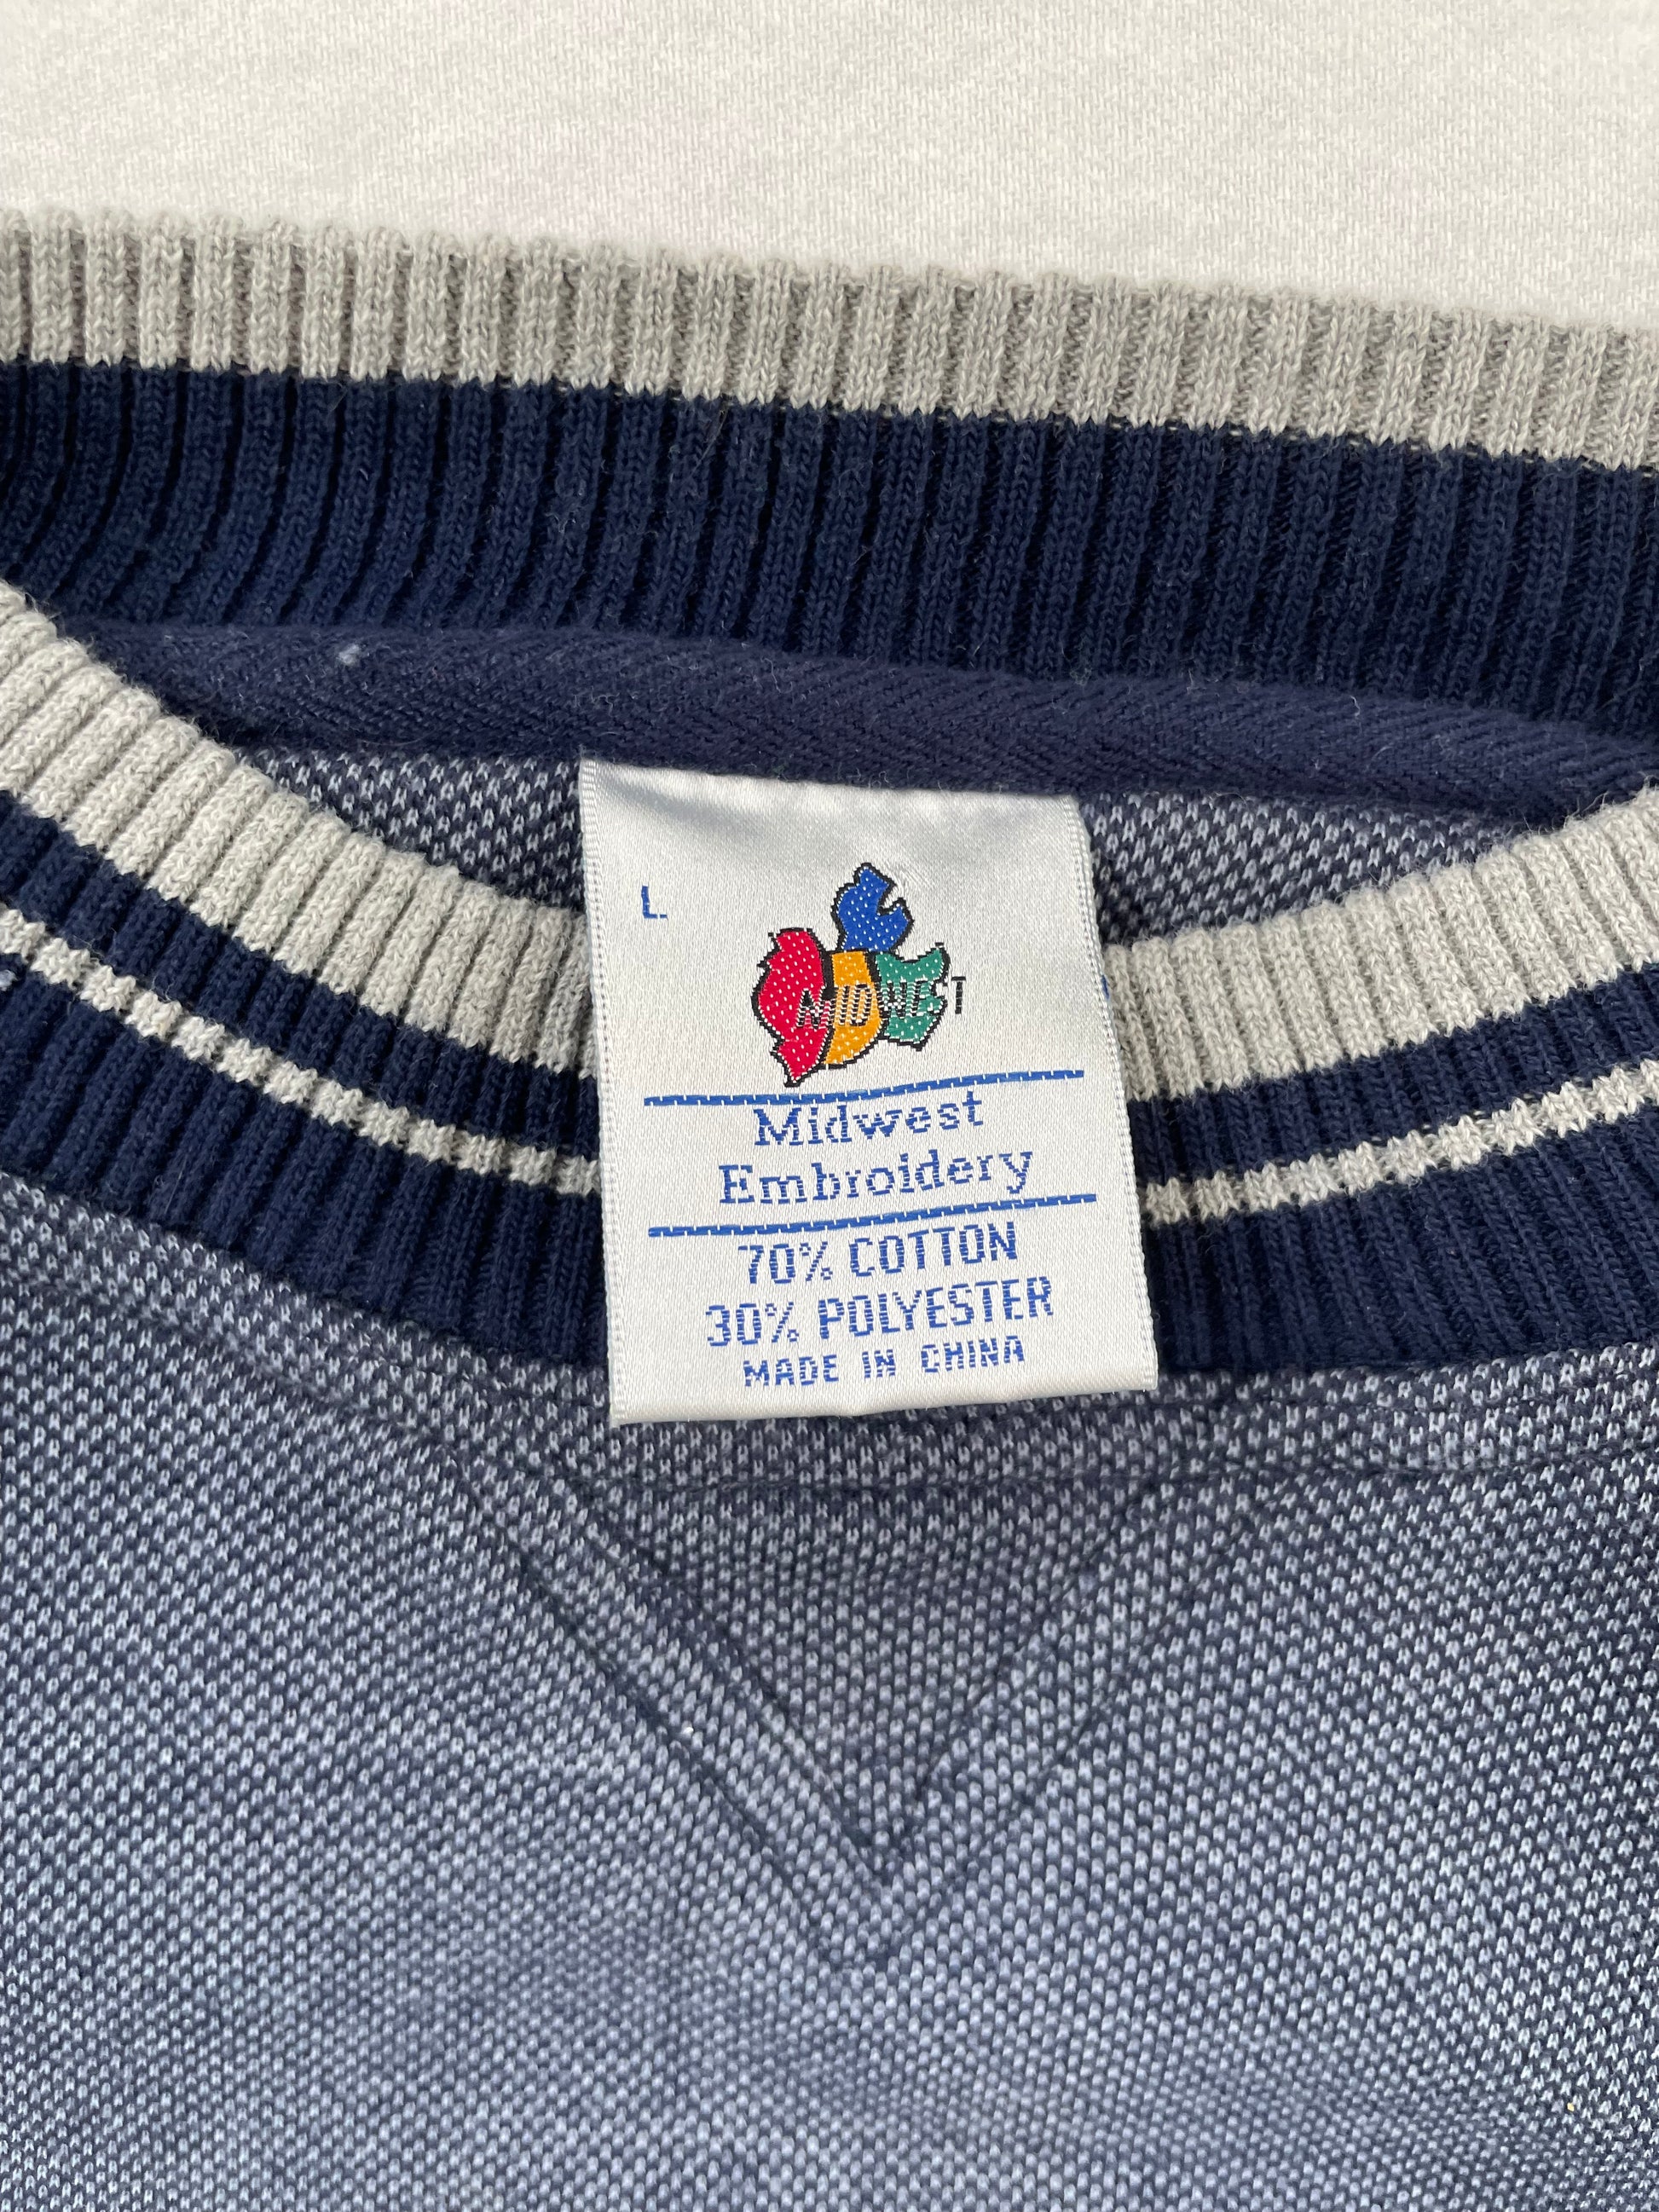 L.
MIDWEST
Midwest
Embroidery
70% COTTON
30% POLYESTER
MADE IN CHINA